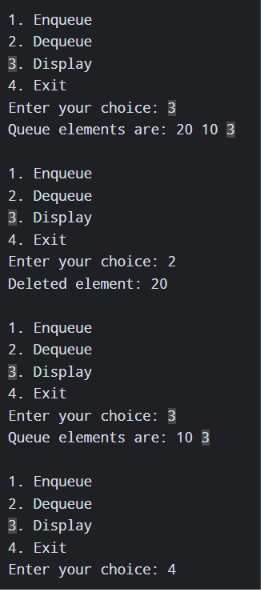 1. Enqueue
2. Dequeue
3. Display
4. Exit
Enter your choice: 3
Queue elements are: 20 10 3
1. Enqueue
2. Dequeue
3. Display
4. Exit
Enter your choice: 2
Deleted element: 20
1. Enqueue
2. Dequeue
3. Display
4. Exit
Enter your choice: 3
Queue elements are: 10 3
1. Enqueue
2. Dequeue
3. Display
4. Exit
Enter your choice: 4